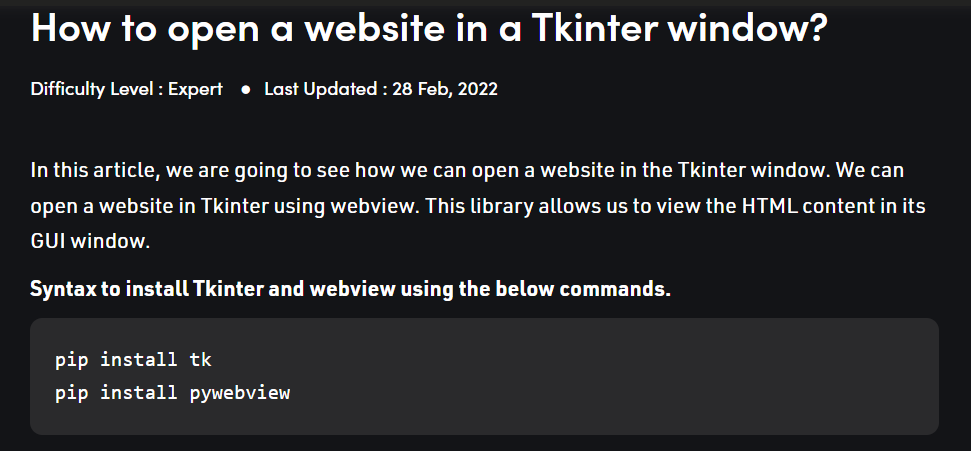 How to open a website in a Tkinter window?
Difficulty Level : Expert ● Last Updated : 28 Feb, 2022
In this article, we are going to see how we can open a website in the Tkinter window. We can
open a website in Tkinter using webview. This library allows us to view the HTML content in its
GUI window.
Syntax to install Tkinter and webview using the below commands.
pip install tk
pip install pywebview